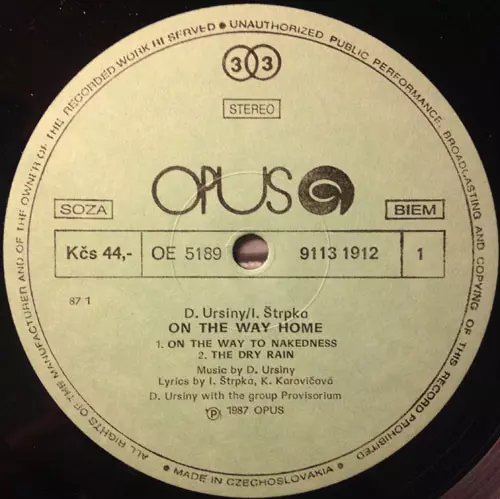 ALL RIGHTS OF THE MANUFACTURER AND OF THE OWNER OF THE RECORDED WORK RESERVED • UNAUTHORIZED PUBLIC PERFORMANCE, BROADCASTING AND COPYING OF THIS RECORD PROHIBITED
33
STEREO
OPUS
SOZA
BIEM
Kčs 44,- OE 5189 9113 1912 1
87 1
D. Ursiny/I. Štrpka
ON THE WAY HOME
1. ON THE WAY TO NAKEDNESS
2. THE DRY RAIN
Music by D. Ursiny
Lyrics by I. Štrpka, K. Karovičová
D. Ursiny with the group Provisorium
Ⓟ 1987 OPUS
• MADE IN CZECHOSLOVAKIA •